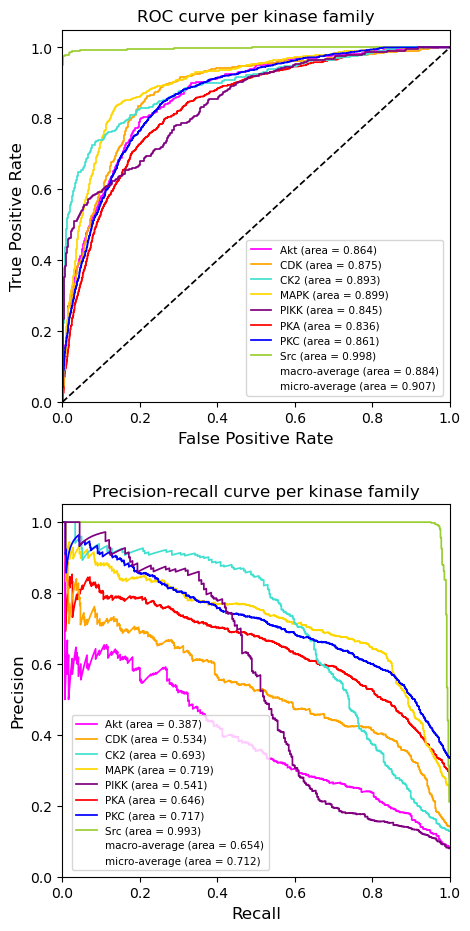 ROC curve per kinase family
True Positive Rate
1.0
0.8
0.6
0.4
0.2
0.0
Akt (area = 0.864)
CDK (area = 0.875)
CK2 (area = 0.893)
MAPK (area = 0.899)
PIKK (area = 0.845)
PKA (area = 0.836)
PKC (area = 0.861)
Src (area = 0.998)
macro-average (area = 0.884)
micro-average (area = 0.907)
0.0 0.2 0.4 0.6 0.8 1.0
False Positive Rate
Precision-recall curve per kinase family
Precision
1.0
0.8
0.6
0.4
0.2
0.0
Akt (area = 0.387)
CDK (area = 0.534)
CK2 (area = 0.693)
MAPK (area = 0.719)
PIKK (area = 0.541)
PKA (area = 0.646)
PKC (area = 0.717)
Src (area = 0.993)
macro-average (area = 0.654)
micro-average (area = 0.712)
0.0 0.2 0.4 0.6 0.8 1.0
Recall